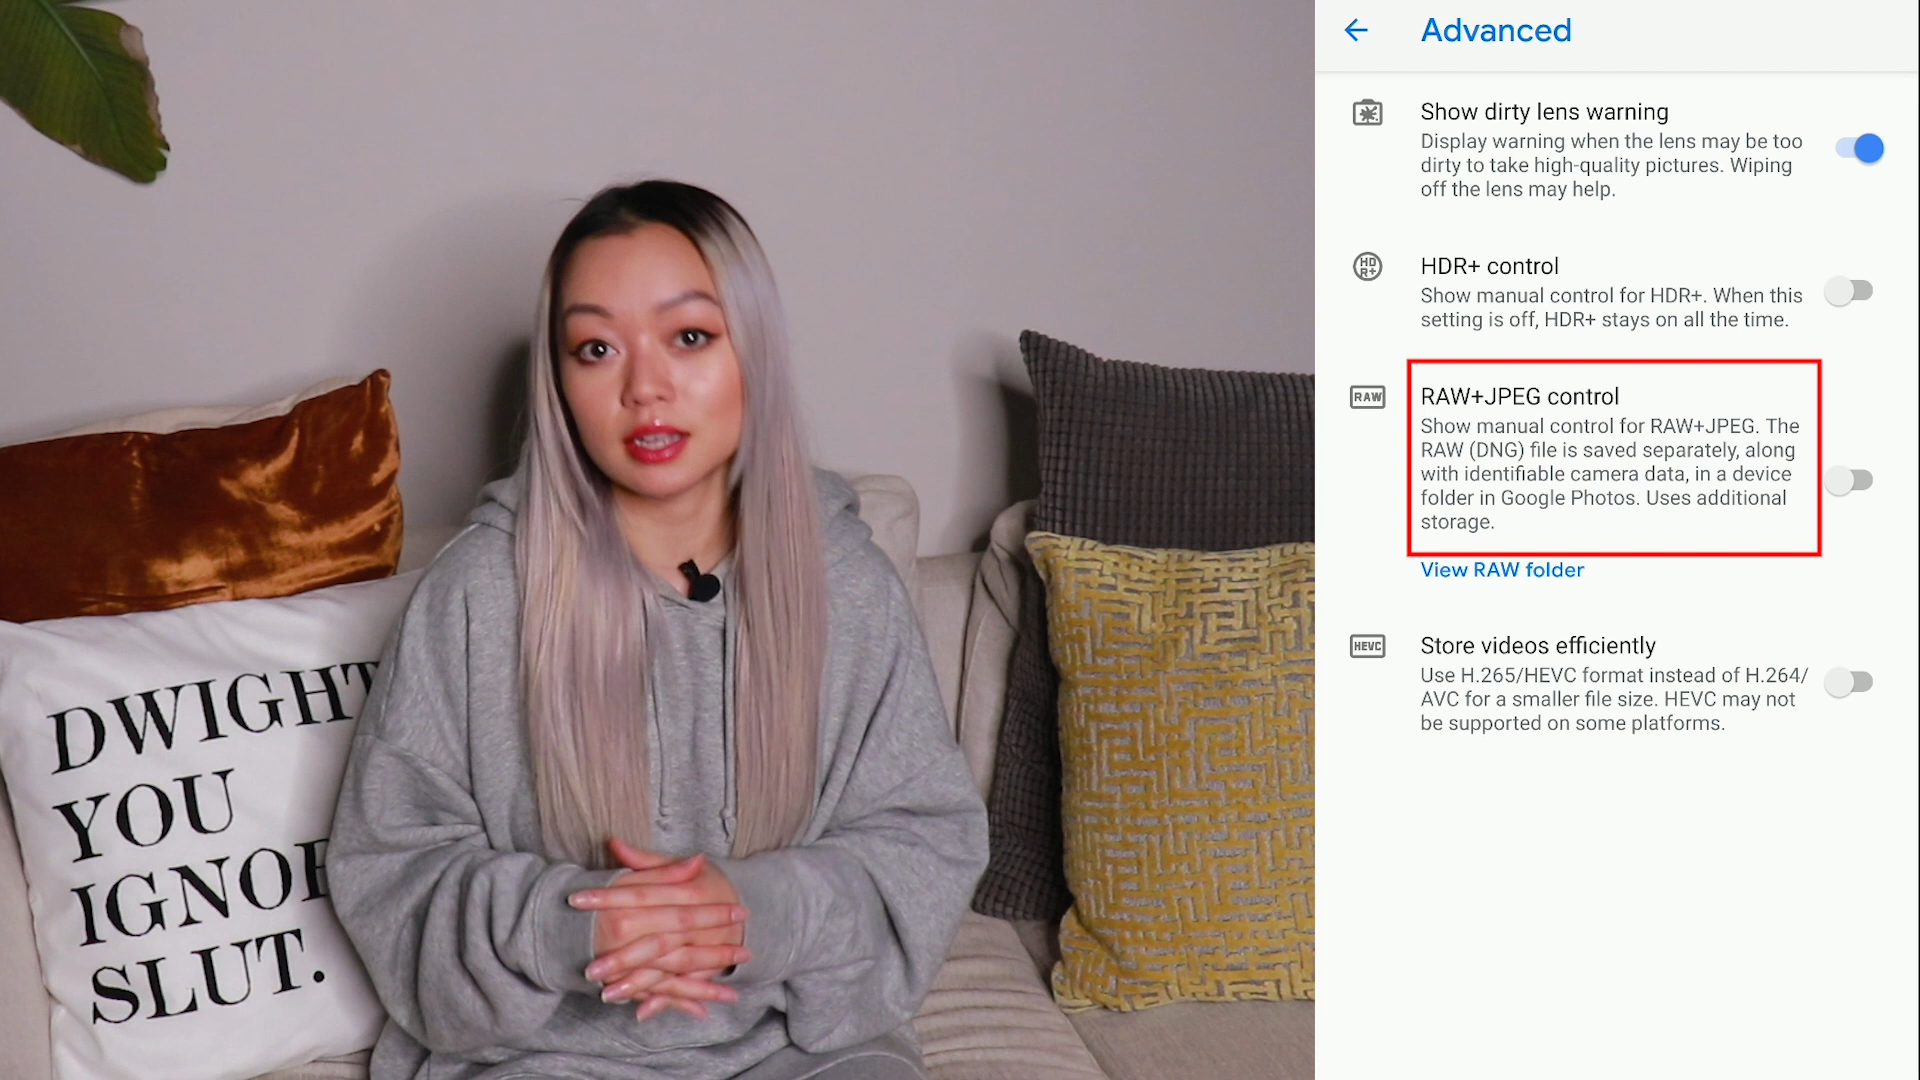 DWIGHT
YOU
IGNOR
SLUT.
Advanced
Show dirty lens warning
Display warning when the lens may be too
dirty to take high-quality pictures. Wiping
off the lens may help.
HD
R+
HDR+ control
Show manual control for HDR+. When this
setting is off, HDR+ stays on all the time.
RAW
RAW+JPEG control
Show manual control for RAW+JPEG. The
RAW (DNG) file is saved separately, along
with identifiable camera data, in a device
folder in Google Photos. Uses additional
storage.
View RAW folder
HEVC
Store videos efficiently
Use H.265/HEVC format instead of H.264/
AVC for a smaller file size. HEVC may not
be supported on some platforms.